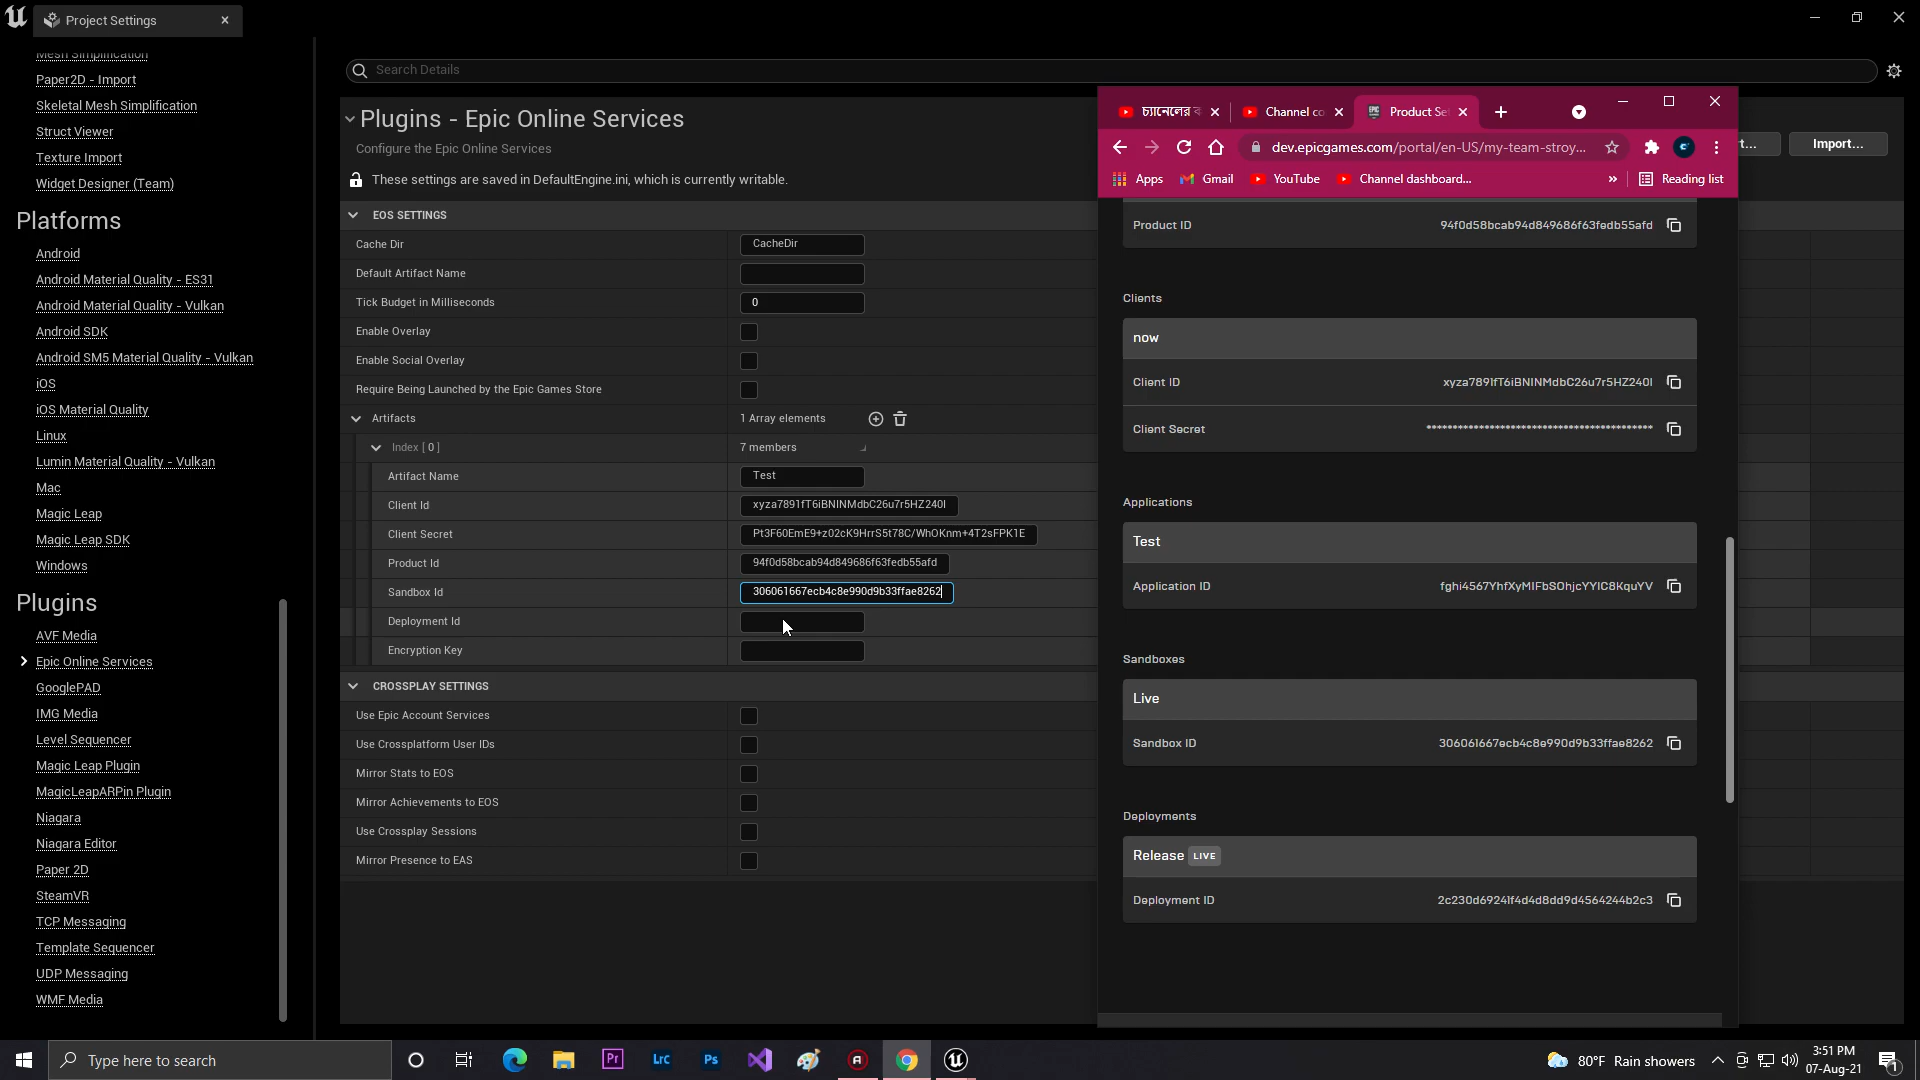 Project Settings
Mesh Simplification
Paper2D - Import
Skeletal Mesh Simplification
Struct Viewer
Texture Import
Widget Designer (Team)
Platforms
Android
Android Material Quality - ES31
Android Material Quality - Vulkan
Android SDK
Android SM5 Material Quality - Vulkan
iOS
iOS Material Quality
Linux
Lumin Material Quality - Vulkan
Mac
Magic Leap
Magic Leap SDK
Windows
Plugins
AVF Media
Epic Online Services
GooglePAD
IMG Media
Level Sequencer
Magic Leap Plugin
MagicLeapARPin Plugin
Niagara
Niagara Editor
Paper 2D
SteamVR
TCP Messaging
Template Sequencer
UDP Messaging
WMF Media
Search Details
Plugins - Epic Online Services
Configure the Epic Online Services
These settings are saved in DefaultEngine.ini, which is currently writable.
Import...
EOS SETTINGS
Cache Dir CacheDir
Default Artifact Name
Tick Budget in Milliseconds 0
Enable Overlay
Enable Social Overlay
Require Being Launched by the Epic Games Store
Artifacts 1 Array elements
Index [ 0 ] 7 members
Artifact Name Test
Client Id xyza7891fT6iBNINMdbC26u7r5HZ240I
Client Secret Pt3F60EmE9+z02cK9HrrS5t78C/WhOKnm+4T2sFPK1E
Product Id 94f0d58bcab94d849686f63fedb55afd
Sandbox Id 306061667ecb4c8e990d9b33ffae8262
Deployment Id
Encryption Key
CROSSPLAY SETTINGS
Use Epic Account Services
Use Crossplatform User IDs
Mirror Stats to EOS
Mirror Achievements to EOS
Use Crossplay Sessions
Mirror Presence to EAS
চ্যানেলের
Channel co
Product Se
dev.epicgames.com/portal/en-US/my-team-stroy...
Apps Gmail YouTube Channel dashboard... » Reading list
Product ID 94f0d58bcab94d849686f63fedb55afd
Clients
now
Client ID xyza7891fT6iBNINMdbC26u7r5HZ240I
Client Secret *******************************************
Applications
Test
Application ID fghi4567YhfXyMIFbSOhjcYYIC8KquYV
Sandboxes
Live
Sandbox ID 306061667ecb4c8e990d9b33ffae8262
Deployments
Release LIVE
Deployment ID 2c230d69241f4d4d8dd9d4564244b2c3
Type here to search
Pr
Lrc
Ps
80°F Rain showers
3:51 PM
07-Aug-21
1